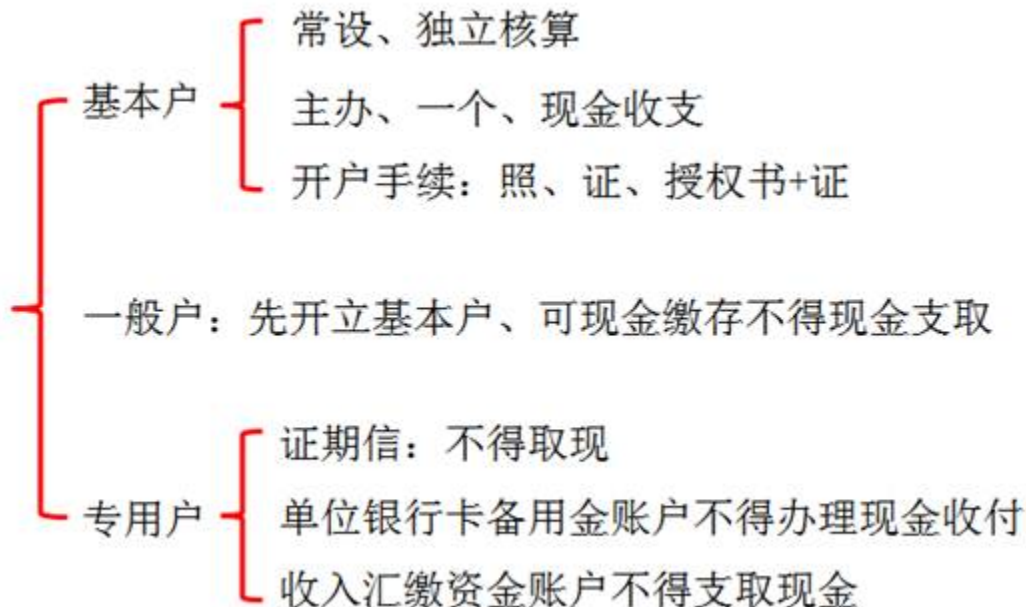 常设、独立核算
基本户
主办、一个、现金收支
开户手续：照、证、授权书+证
一般户：先开立基本户、可现金缴存不得现金支取
证期信：不得取现
专用户
单位银行卡备用金账户不得办理现金收付
收入汇缴资金账户不得支取现金